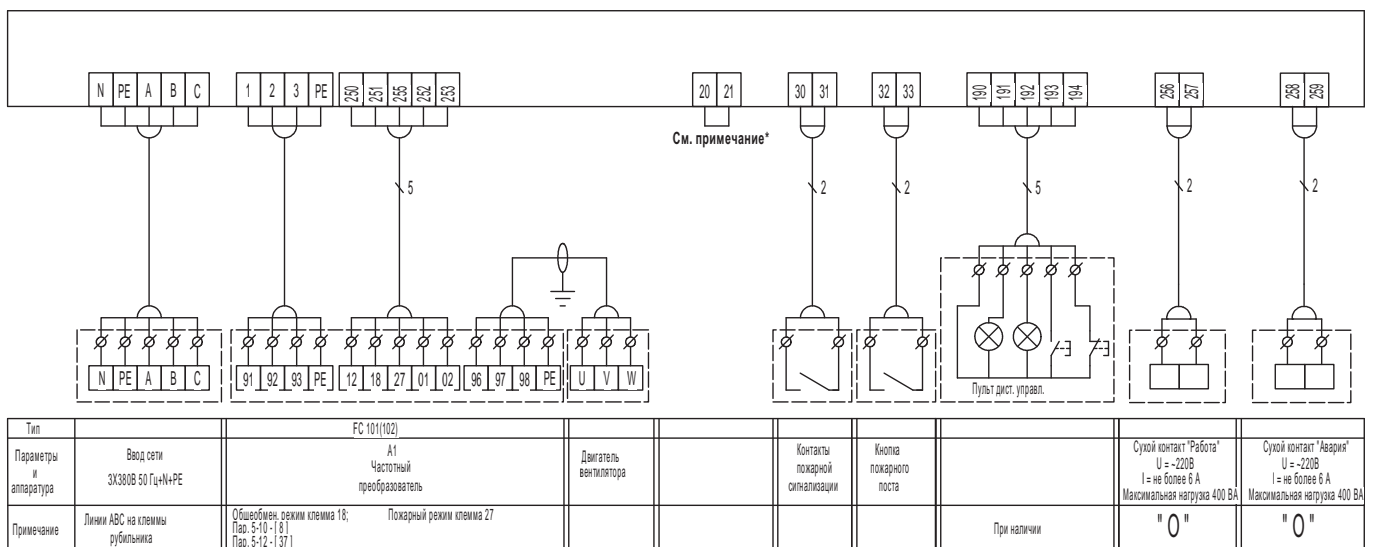 N PE A B C
1 2 3 PE
250 251 255 252 253
20 21
30 31
32 33
190 191 192 193 194
256 257
258 259
См. примечание*
5
2
2
5
2
2
N PE A B C
91 92 93 PE
12 18 27 01 02
96 97 98 PE
U V W
Пульт дист. управл.
Тип
FC 101(102)
Параметры
и
аппаратура
Ввод сети
3X380В 50 Гц+N+PE
A1
Частотный
преобразователь
Двигатель
вентилятора
Контакты
пожарной
сигнализации
Кнопка
пожарного
поста
Сухой контакт "Работа"
U = ~220В
I = не более 6 А
Максимальная нагрузка 400 ВА
Сухой контакт "Авария"
U = ~220В
I = не более 6 А
Максимальная нагрузка 400 ВА
Примечание
Линии ABC на клеммы
рубильника
Общеобмен. режим клемма 18;
Пар. 5-10 - [ 8 ]
Пар. 5-12 - [ 37 ]
Пожарный режим клемма 27
При наличии
" О "
" О "